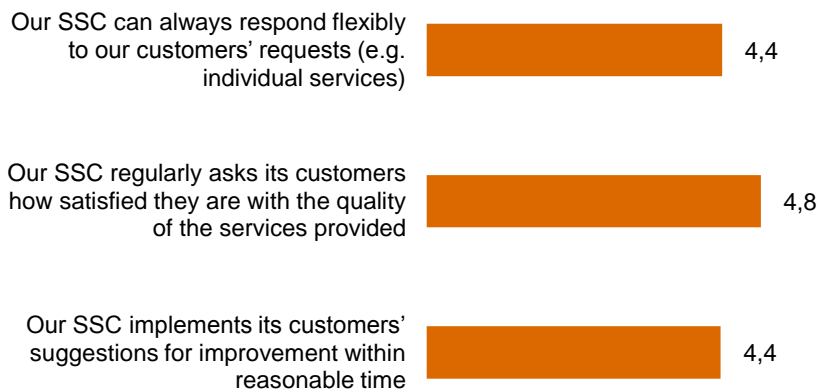 Our SSC can always respond flexibly
to our customers’ requests (e.g.
individual services)
4,4
Our SSC regularly asks its customers
how satisfied they are with the quality
of the services provided
4,8
Our SSC implements its customers’
suggestions for improvement within
reasonable time
4,4